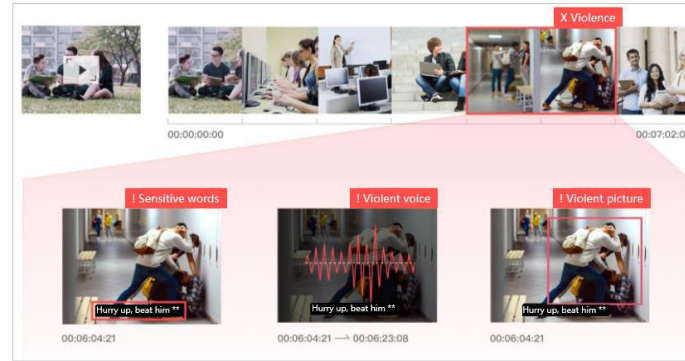 X Violence
00:00:00:00
00:07:02:0
! Sensitive words
! Violent voice
! Violent picture
Hurry up, beat him **
Hurry up, beat him **
Hurry up, beat him **
00:06:04:21
00:06:04:21 → 00:06:23:08
00:06:04:21